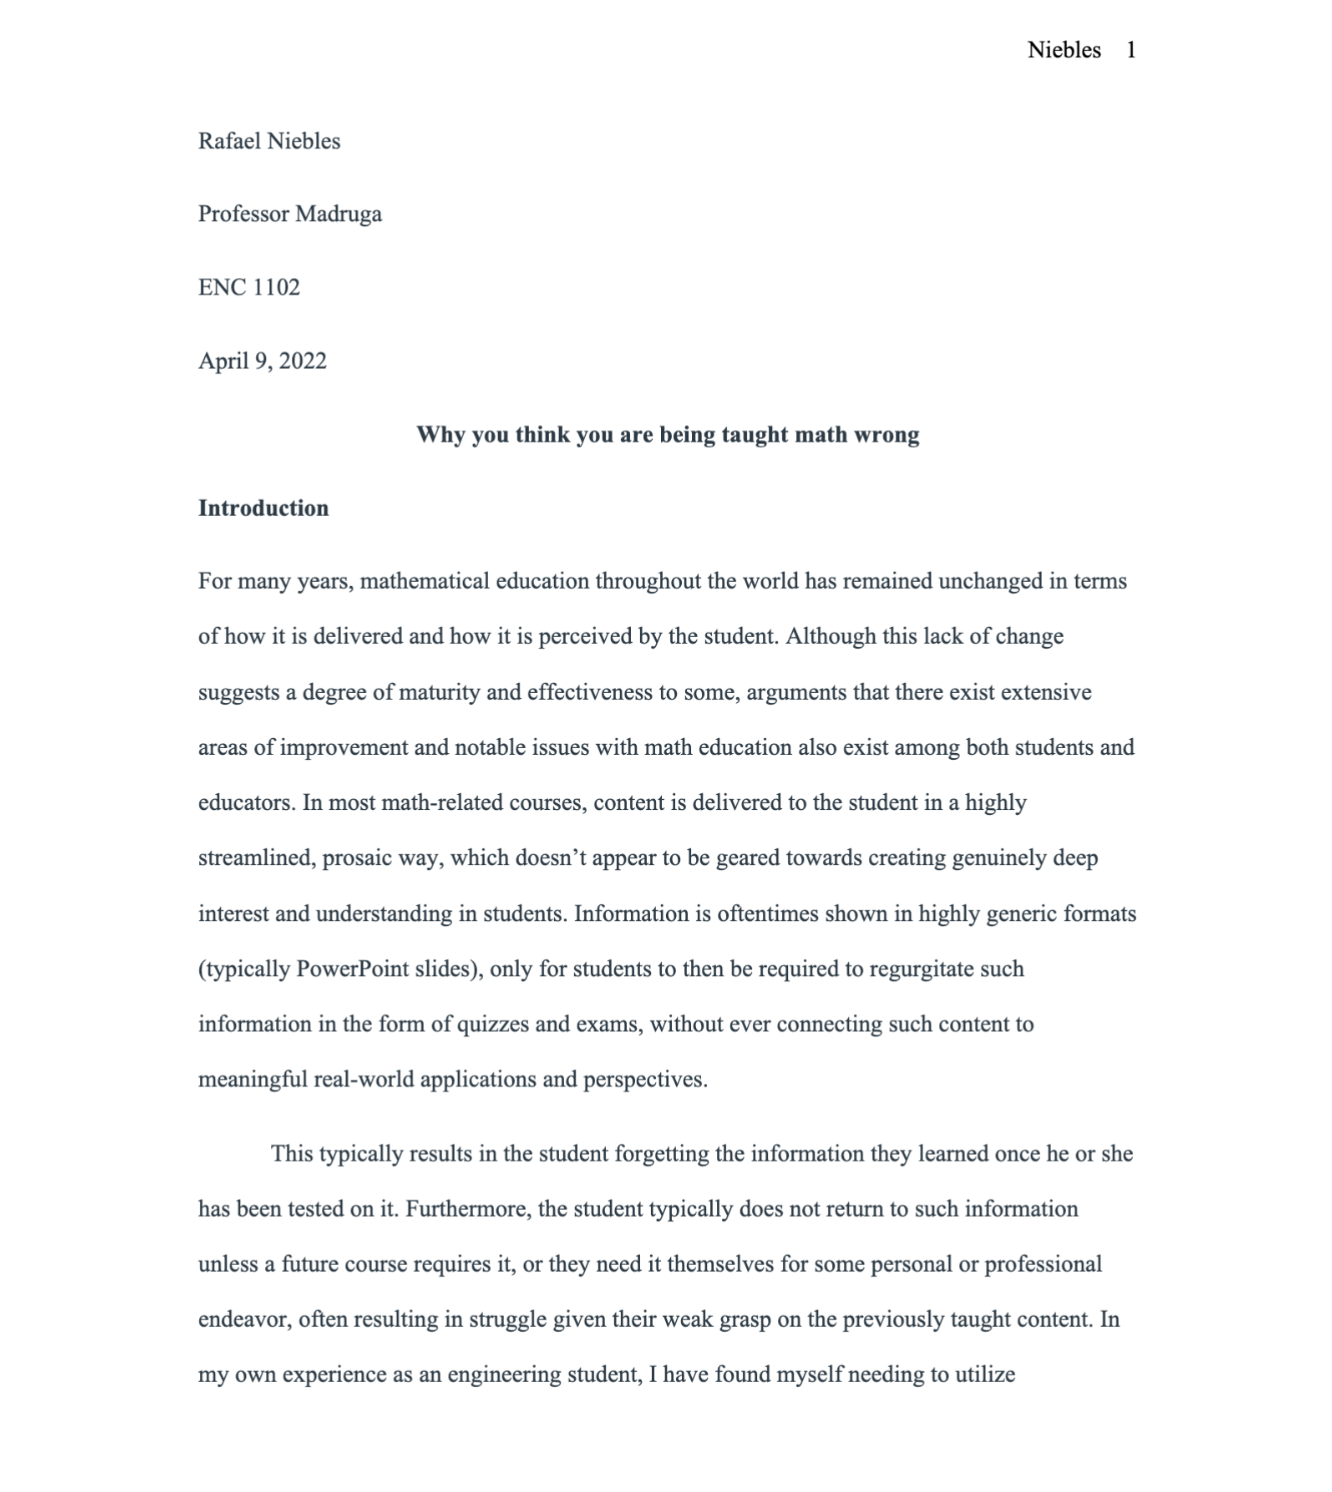 Niebles 1
Rafael Niebles
Professor Madruga
ENC 1102
April 9, 2022
Why you think you are being taught math wrong
Introduction
For many years, mathematical education throughout the world has remained unchanged in terms
of how it is delivered and how it is perceived by the student. Although this lack of change
suggests a degree of maturity and effectiveness to some, arguments that there exist extensive
areas of improvement and notable issues with math education also exist among both students and
educators. In most math-related courses, content is delivered to the student in a highly
streamlined, prosaic way, which doesn’t appear to be geared towards creating genuinely deep
interest and understanding in students. Information is oftentimes shown in highly generic formats
(typically PowerPoint slides), only for students to then be required to regurgitate such
information in the form of quizzes and exams, without ever connecting such content to
meaningful real-world applications and perspectives.
This typically results in the student forgetting the information they learned once he or she
has been tested on it. Furthermore, the student typically does not return to such information
unless a future course requires it, or they need it themselves for some personal or professional
endeavor, often resulting in struggle given their weak grasp on the previously taught content. In
my own experience as an engineering student, I have found myself needing to utilize